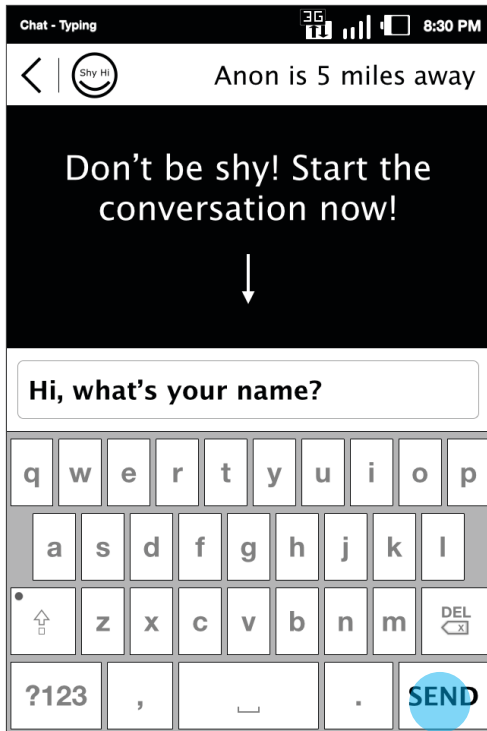 Chat - Typing 3G 8:30 PM
Shy Hi Anon is 5 miles away
Don't be shy! Start the
conversation now!
Hi, what's your name?
q w e r t y u i o p
a s d f g h j k l
z x c v b n m DEL
?123 , . SEND